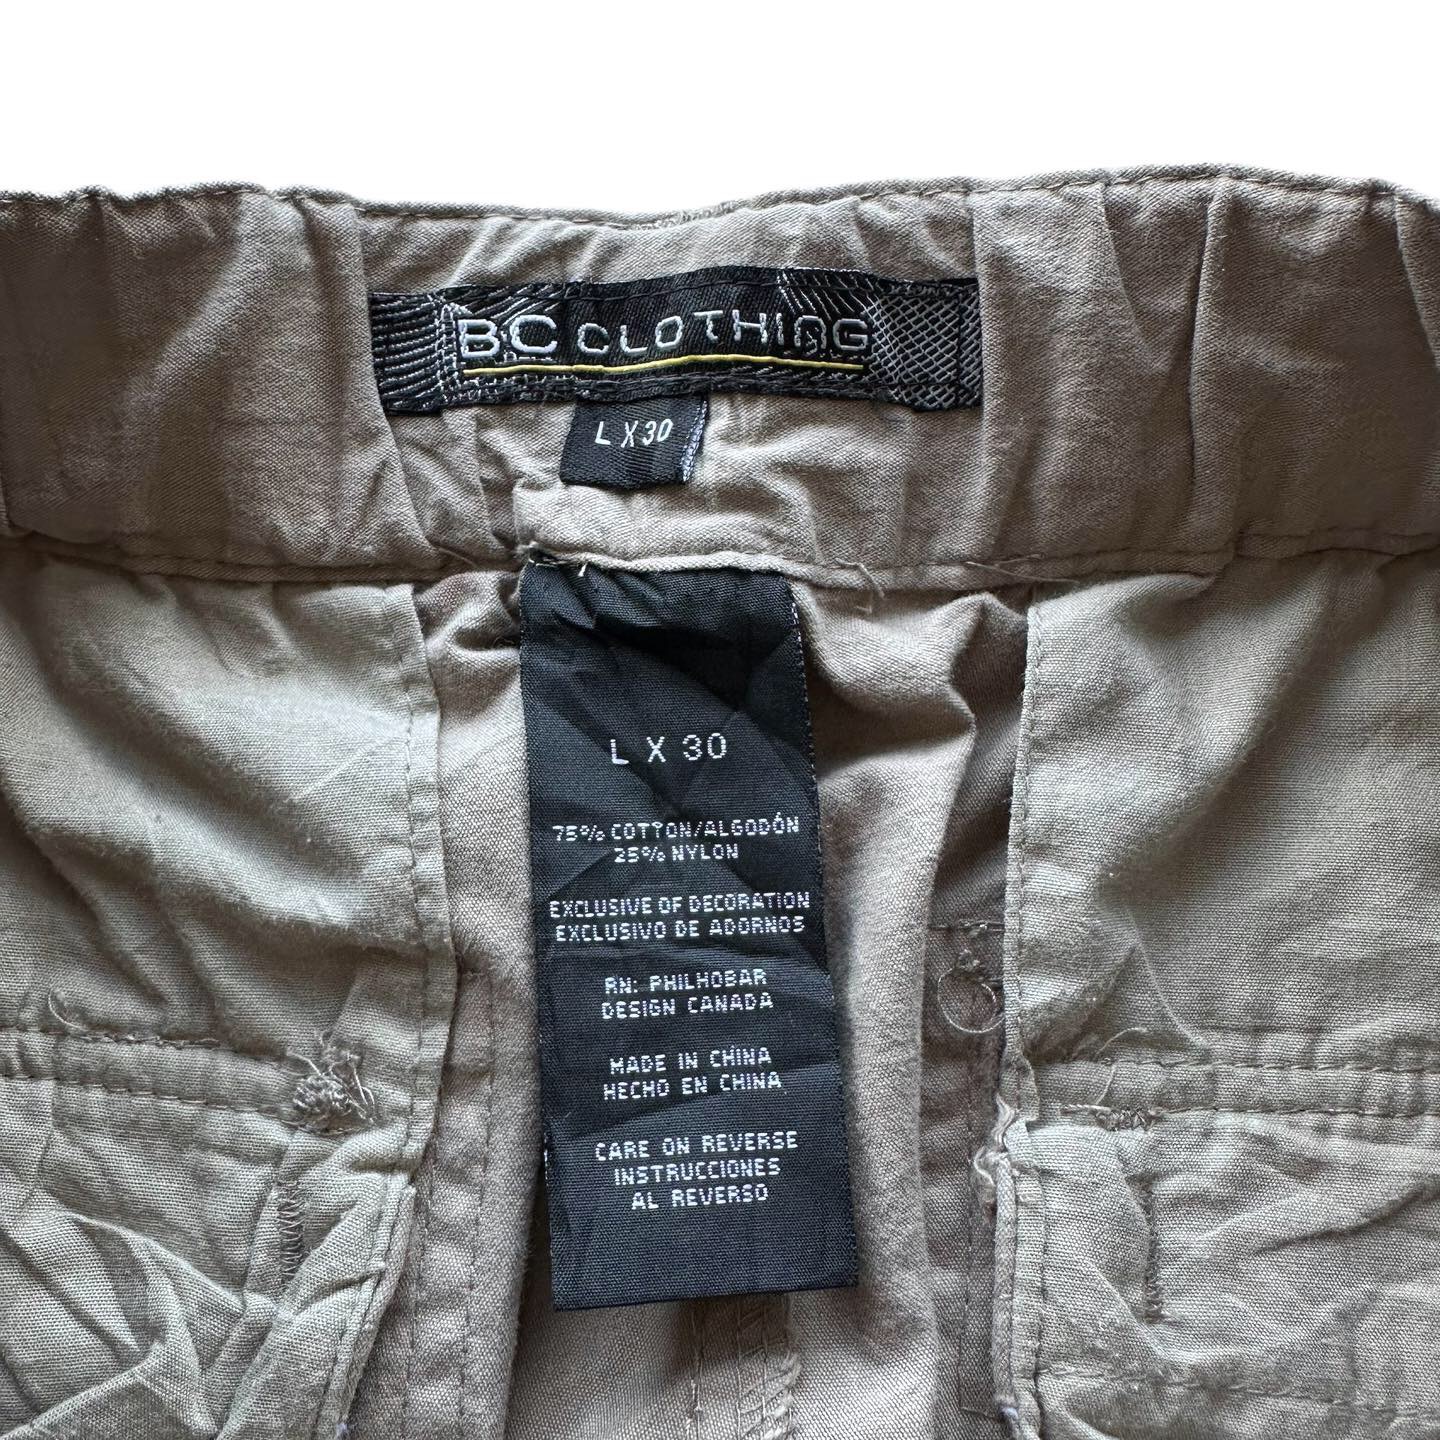 BC CLOTHING
L X 30
L X 30
75% COTTON/ALGODÓN
25% NYLON
EXCLUSIVE OF DECORATION
EXCLUSIVO DE ADORNOS
RN: PHILHOBAR
DESIGN CANADA
MADE IN CHINA
HECHO EN CHINA
CARE ON REVERSE
INSTRUCCIONES
AL REVERSO